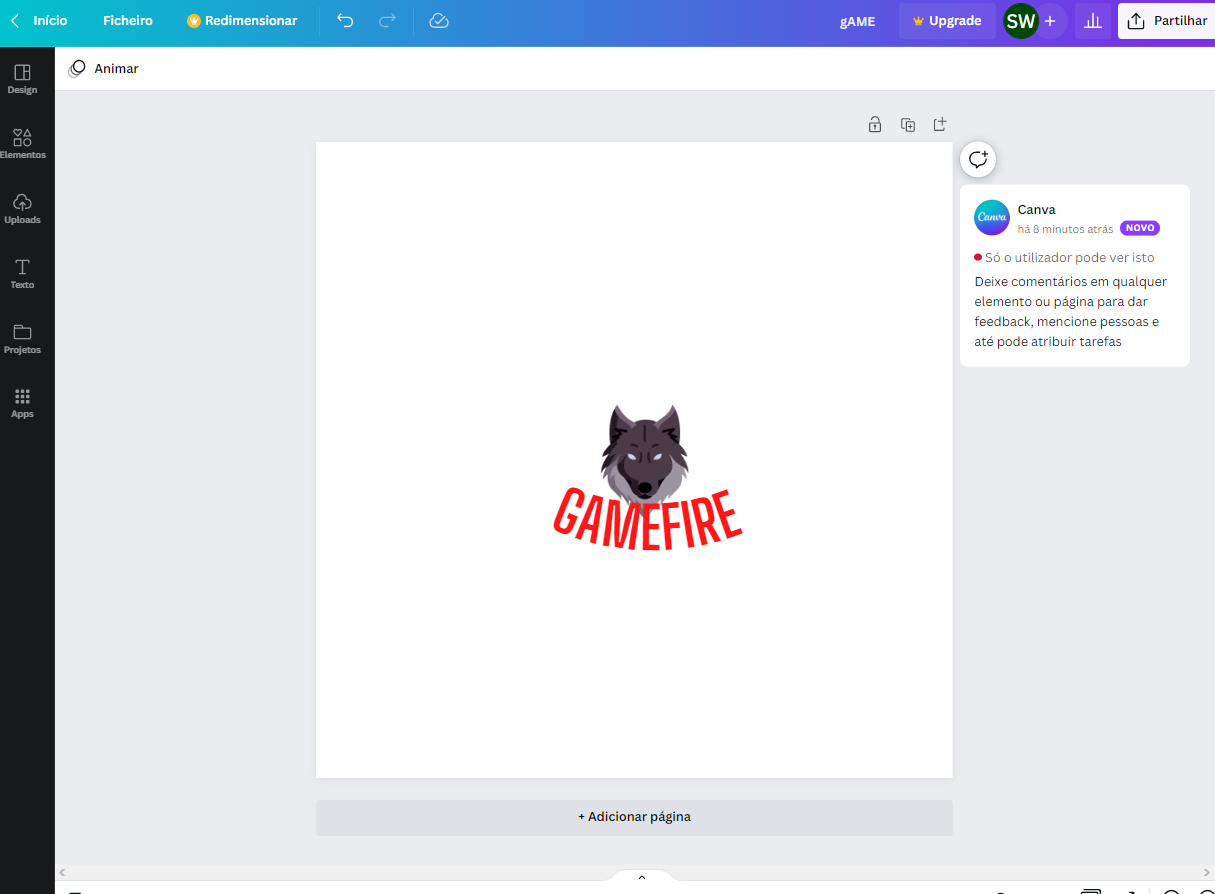 Início
Ficheiro
Redimensionar
gAME
Upgrade
SW
+
Partilhar
Design
Elementos
Uploads
Texto
Projetos
Apps
Animar
Canva
Canva
há 8 minutos atrás NOVO
Só o utilizador pode ver isto
Deixe comentários em qualquer
elemento ou página para dar
feedback, mencione pessoas e
até pode atribuir tarefas
GAMEFIRE
+ Adicionar página